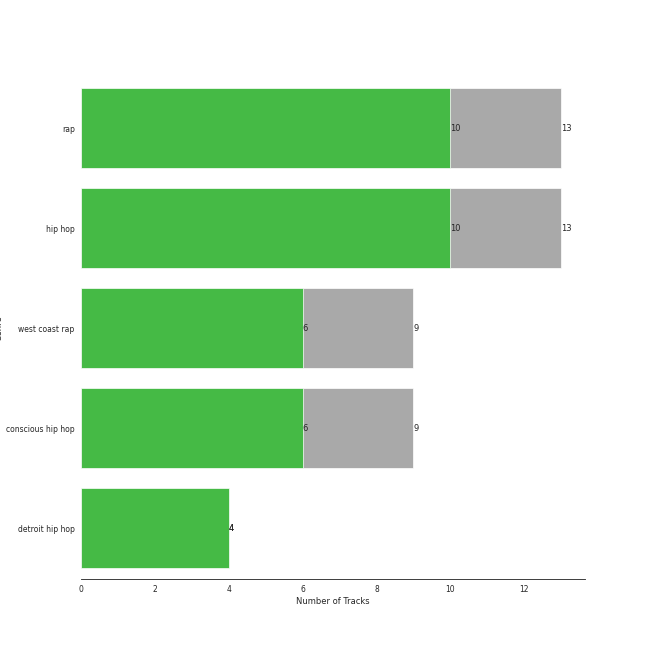 rap 10 13
hip hop 10 13
west coast rap 6 9
conscious hip hop 6 9
detroit hip hop 4
0 2 4 6 8 10 12
Number of Tracks